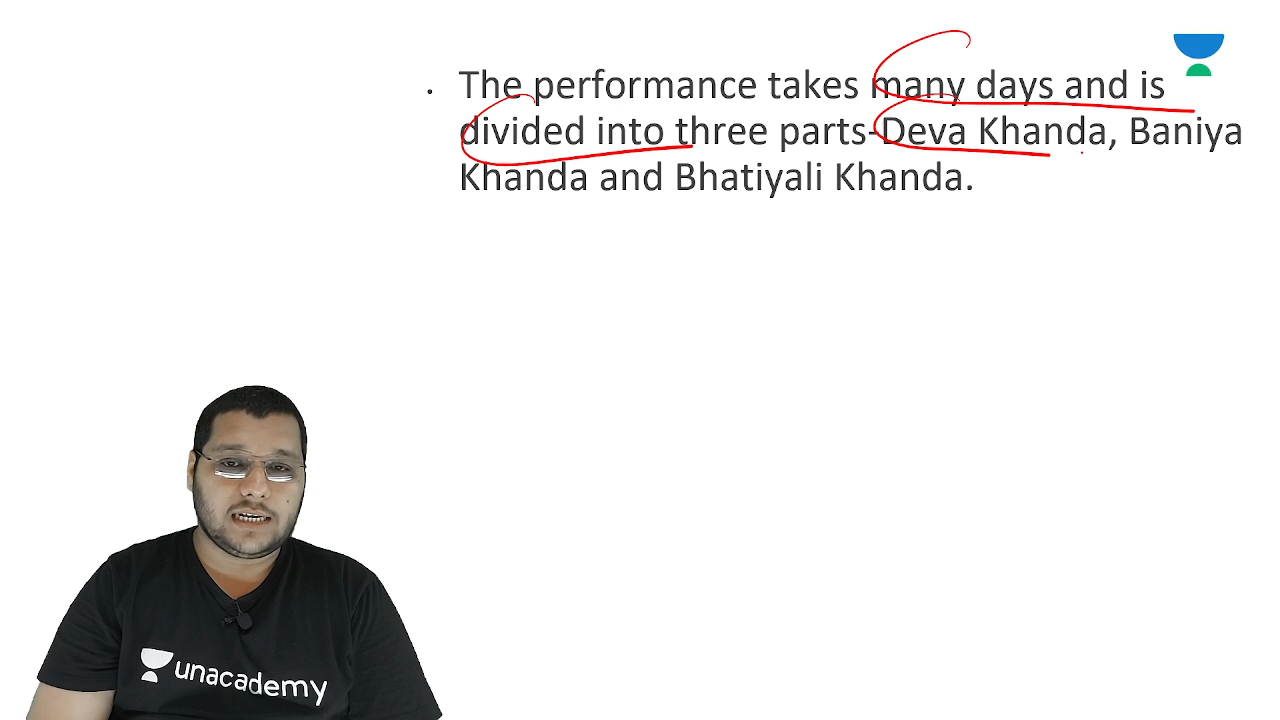 The performance takes many days and is
divided into three parts-Deva Khanda, Baniya
Khanda and Bhatiyali Khanda.
unacademy